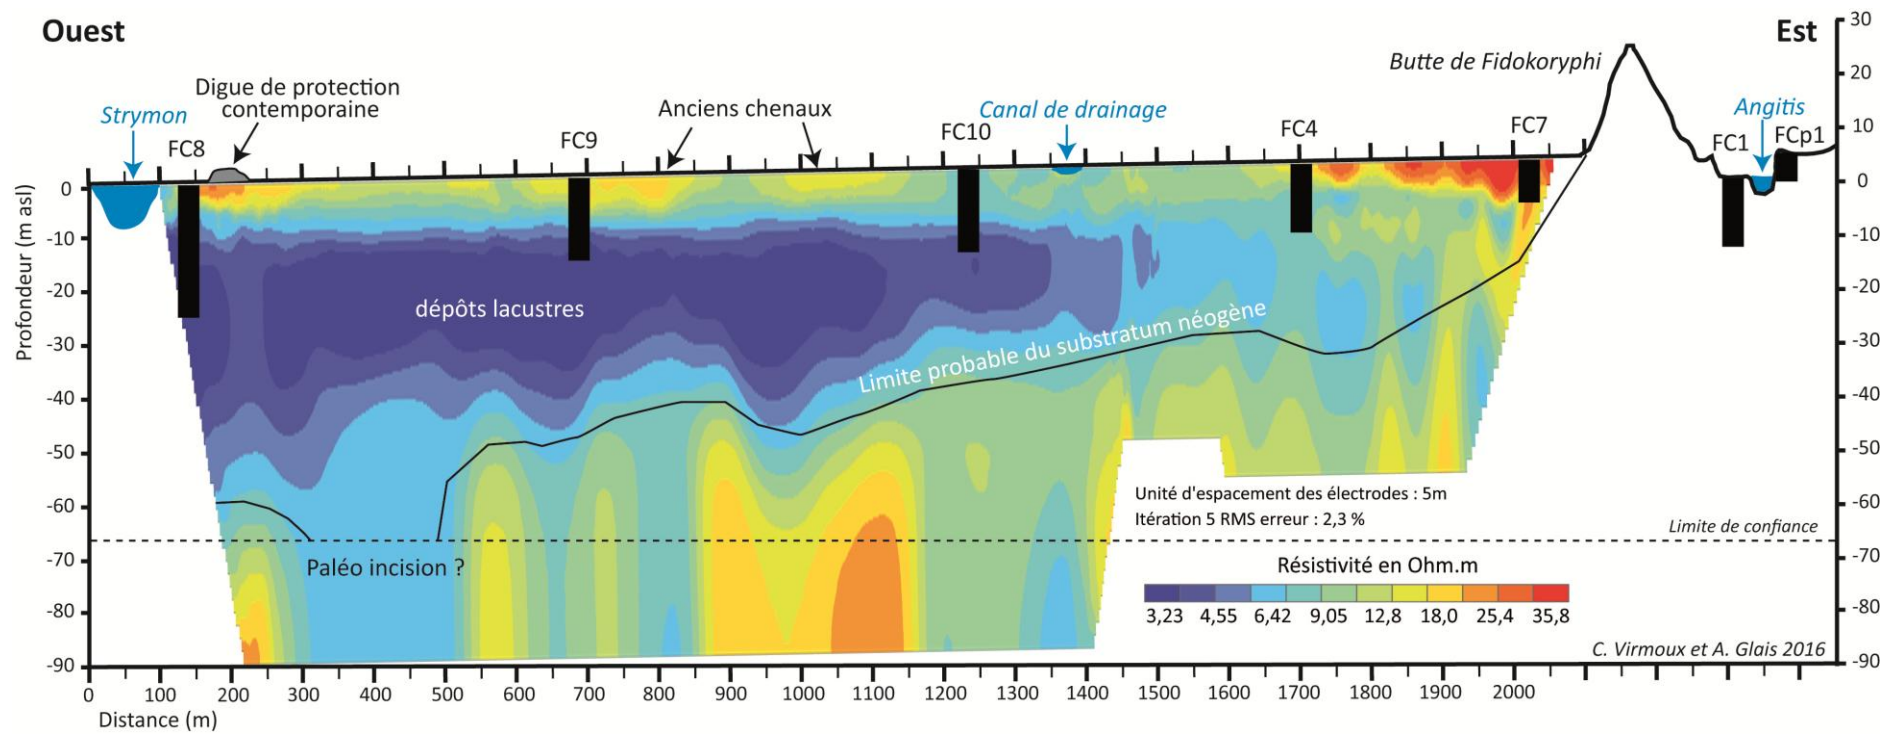 Ouest
Est
Butte de Fidokoryphi
Digue de protection
contemporaine
Strymon
Anciens chenaux
Canal de drainage
Angitis
FC8
FC9
FC10
FC4
FC7
FC1
FCp1
Profondeur (m asl)
0
-10
-20
-30
-40
-50
-60
-70
-80
-90
30
20
10
0
-10
-20
-30
-40
-50
-60
-70
-80
-90
dépôts lacustres
Limite probable du substratum néogène
Paléo incision ?
Unité d'espacement des électrodes : 5m
Itération 5 RMS erreur : 2,3 %
Limite de confiance
Résistivité en Ohm.m
3,23 4,55 6,42 9,05 12,8 18,0 25,4 35,8
C. Virmoux et A. Glais 2016
0 100 200 300 400 500 600 700 800 900 1000 1100 1200 1300 1400 1500 1600 1700 1800 1900 2000
Distance (m)